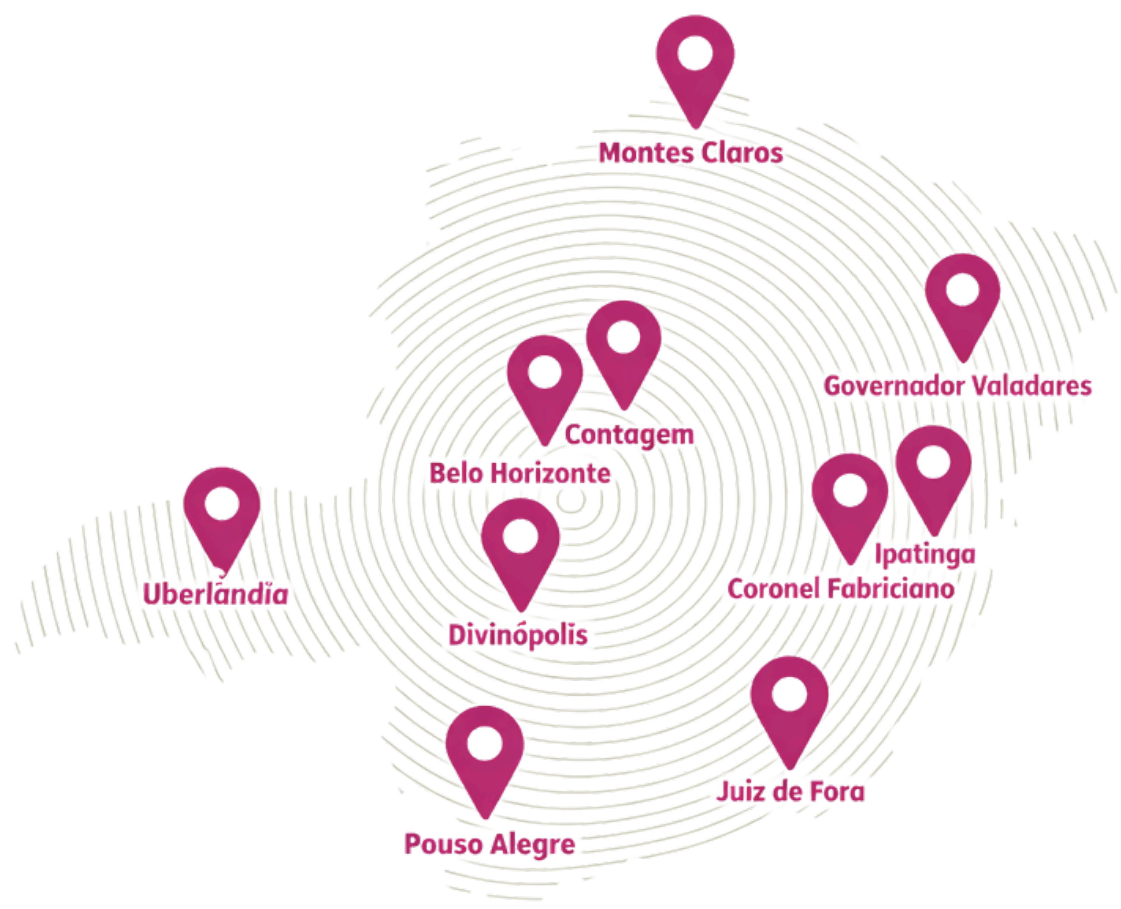 Montes Claros
Governador Valadares
Contagem
Belo Horizonte
Ipatinga
Coronel Fabriciano
Uberlândia
Divinópolis
Juiz de Fora
Pouso Alegre